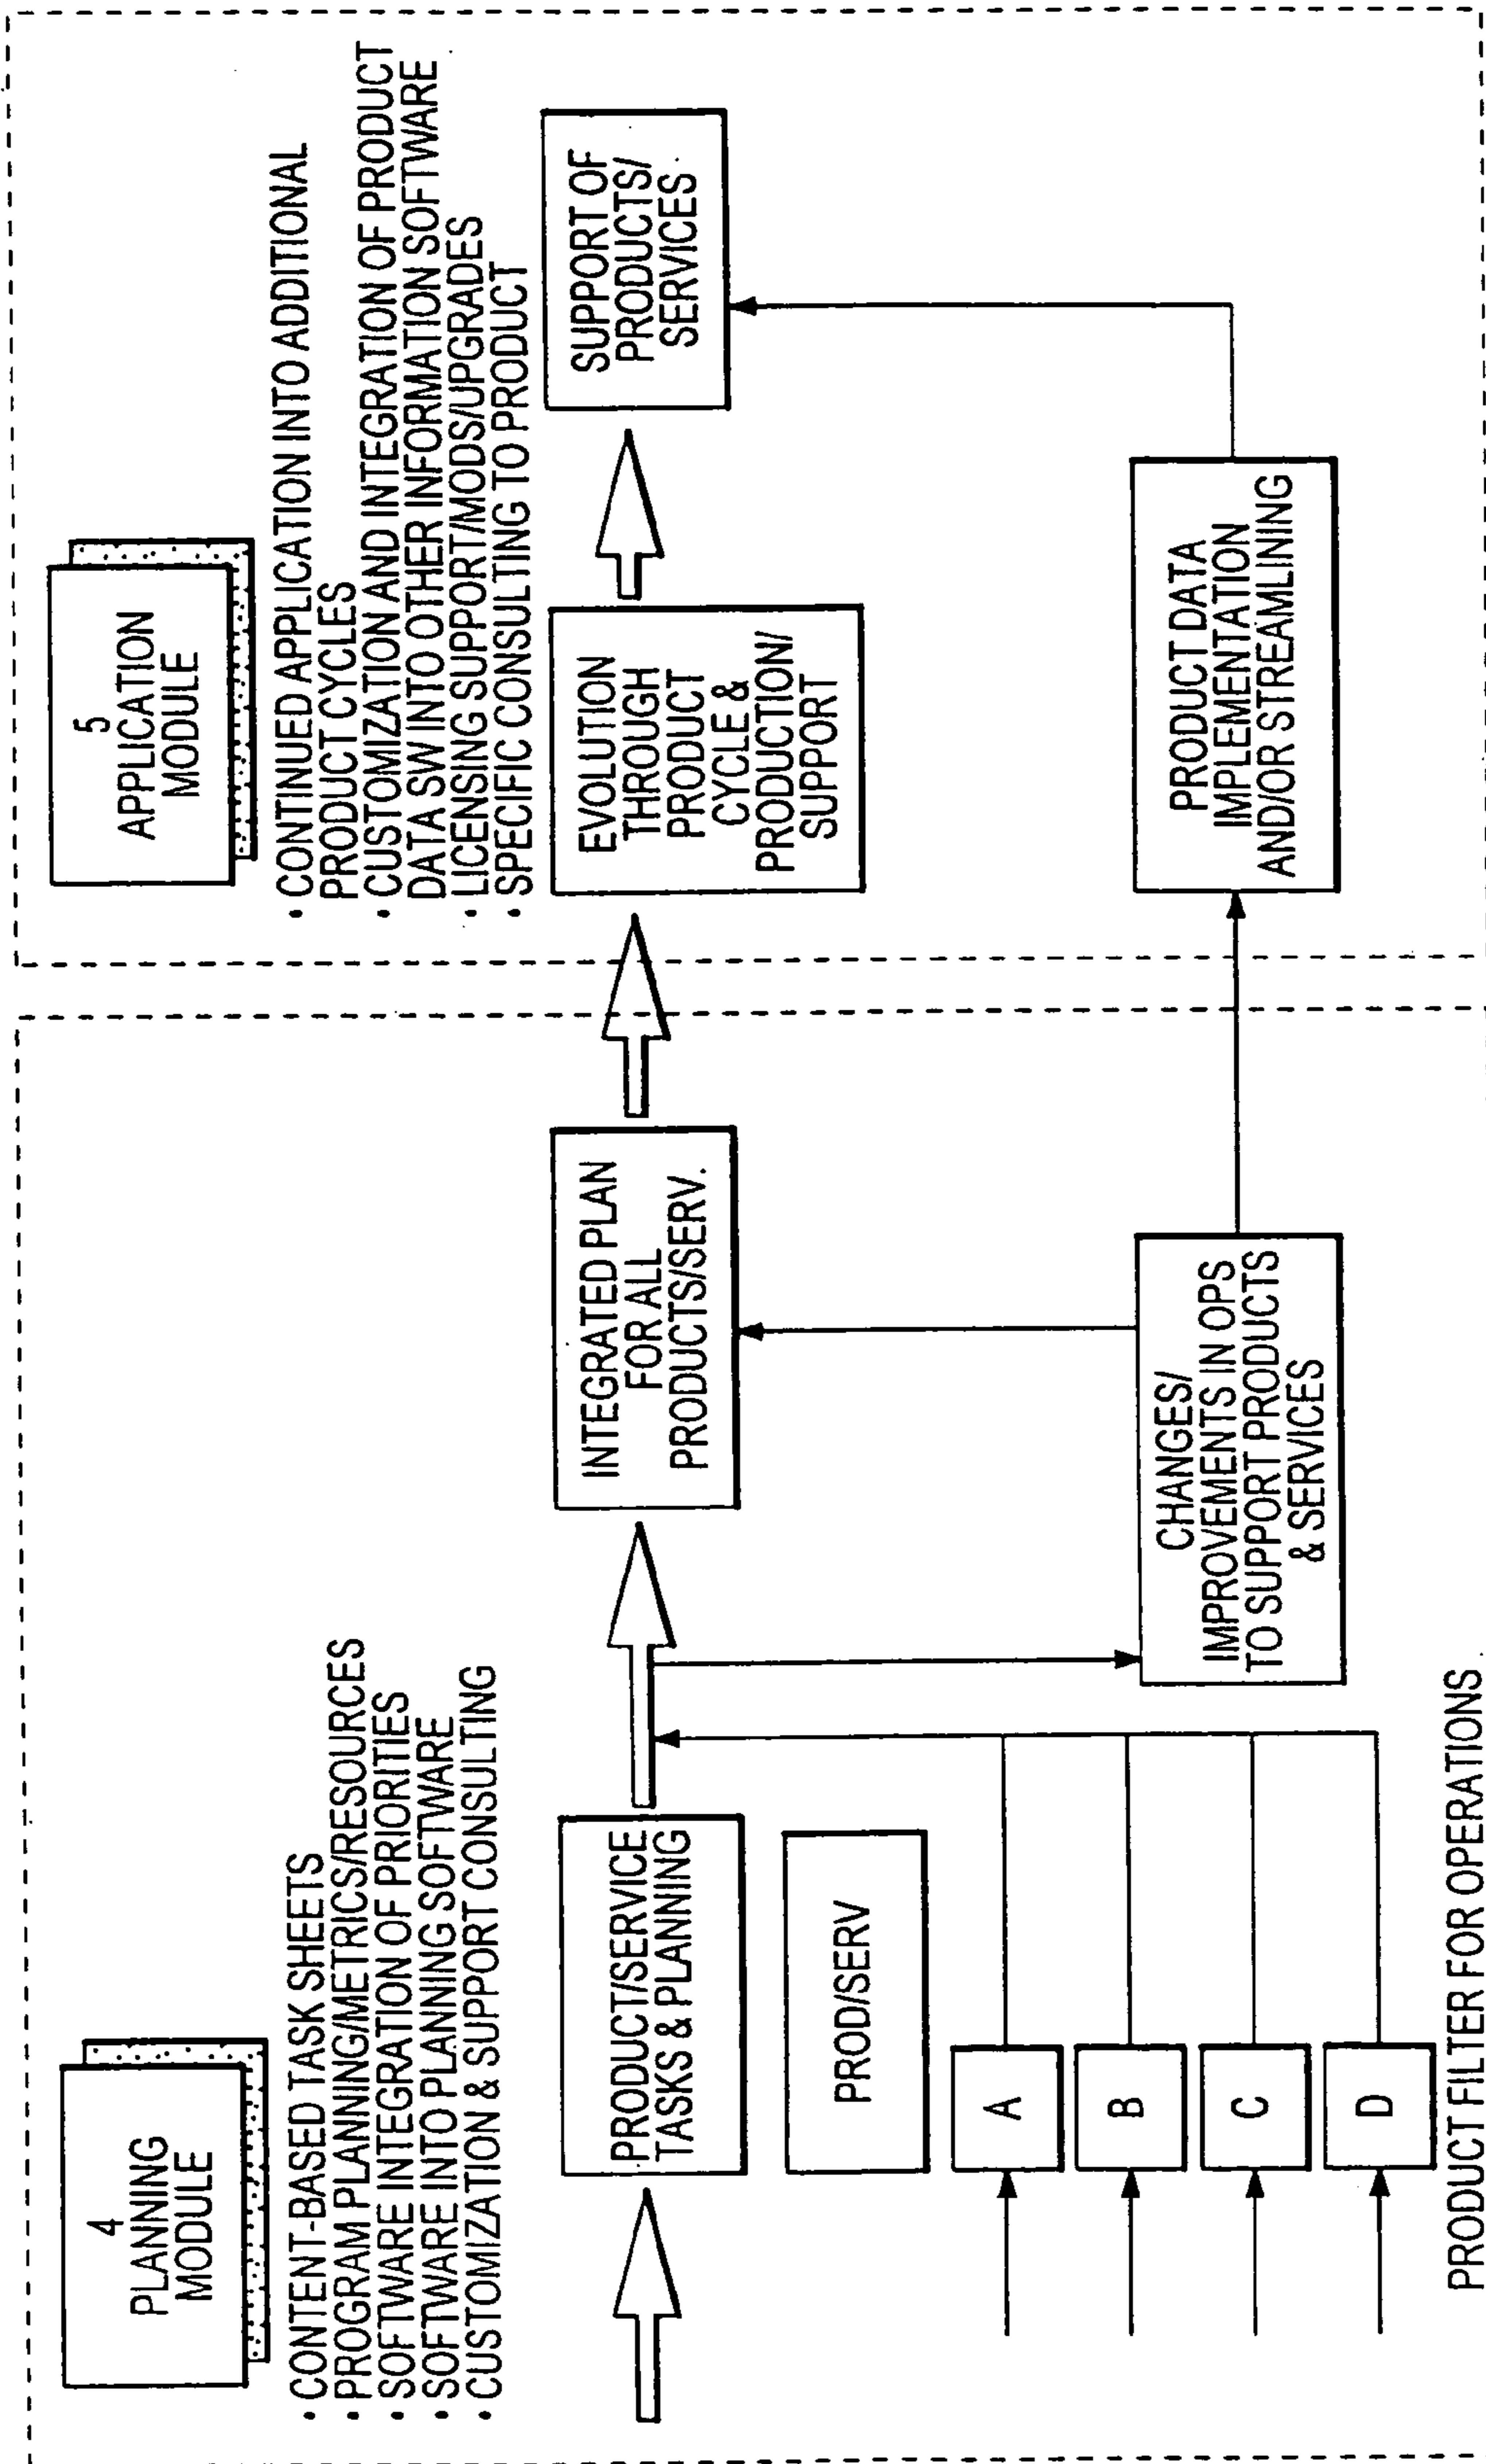 4
PLANNING
MODULE
• CONTENT-BASED TASK SHEETS
• PROGRAM PLANNING/METRICS/RESOURCES
• SOFTWARE INTEGRATION OF PRIORITIES
• SOFTWARE INTO PLANNING SOFTWARE
• CUSTOMIZATION & SUPPORT CONSULTING
PRODUCT/SERVICE
TASKS & PLANNING
PROD/SERV
A
B
C
D
PRODUCT FILTER FOR OPERATIONS
INTEGRATED PLAN
FOR ALL
PRODUCTS/SERV.
CHANGES/
IMPROVEMENTS IN OPS
TO SUPPORT PRODUCTS
& SERVICES
5
APPLICATION
MODULE
• CONTINUED APPLICATION INTO ADDITIONAL
PRODUCT CYCLES
• CUSTOMIZATION AND INTEGRATION OF PRODUCT
DATA SW INTO OTHER INFORMATION SOFTWARE
• LICENSING SUPPORT/MODS/UPGRADES
• SPECIFIC CONSULTING TO PRODUCT
EVOLUTION
THROUGH
PRODUCT
CYCLE &
PRODUCTION/
SUPPORT
SUPPORT OF
PRODUCTS/
SERVICES
PRODUCT DATA
IMPLEMENTATION
AND/OR STREAMLINING